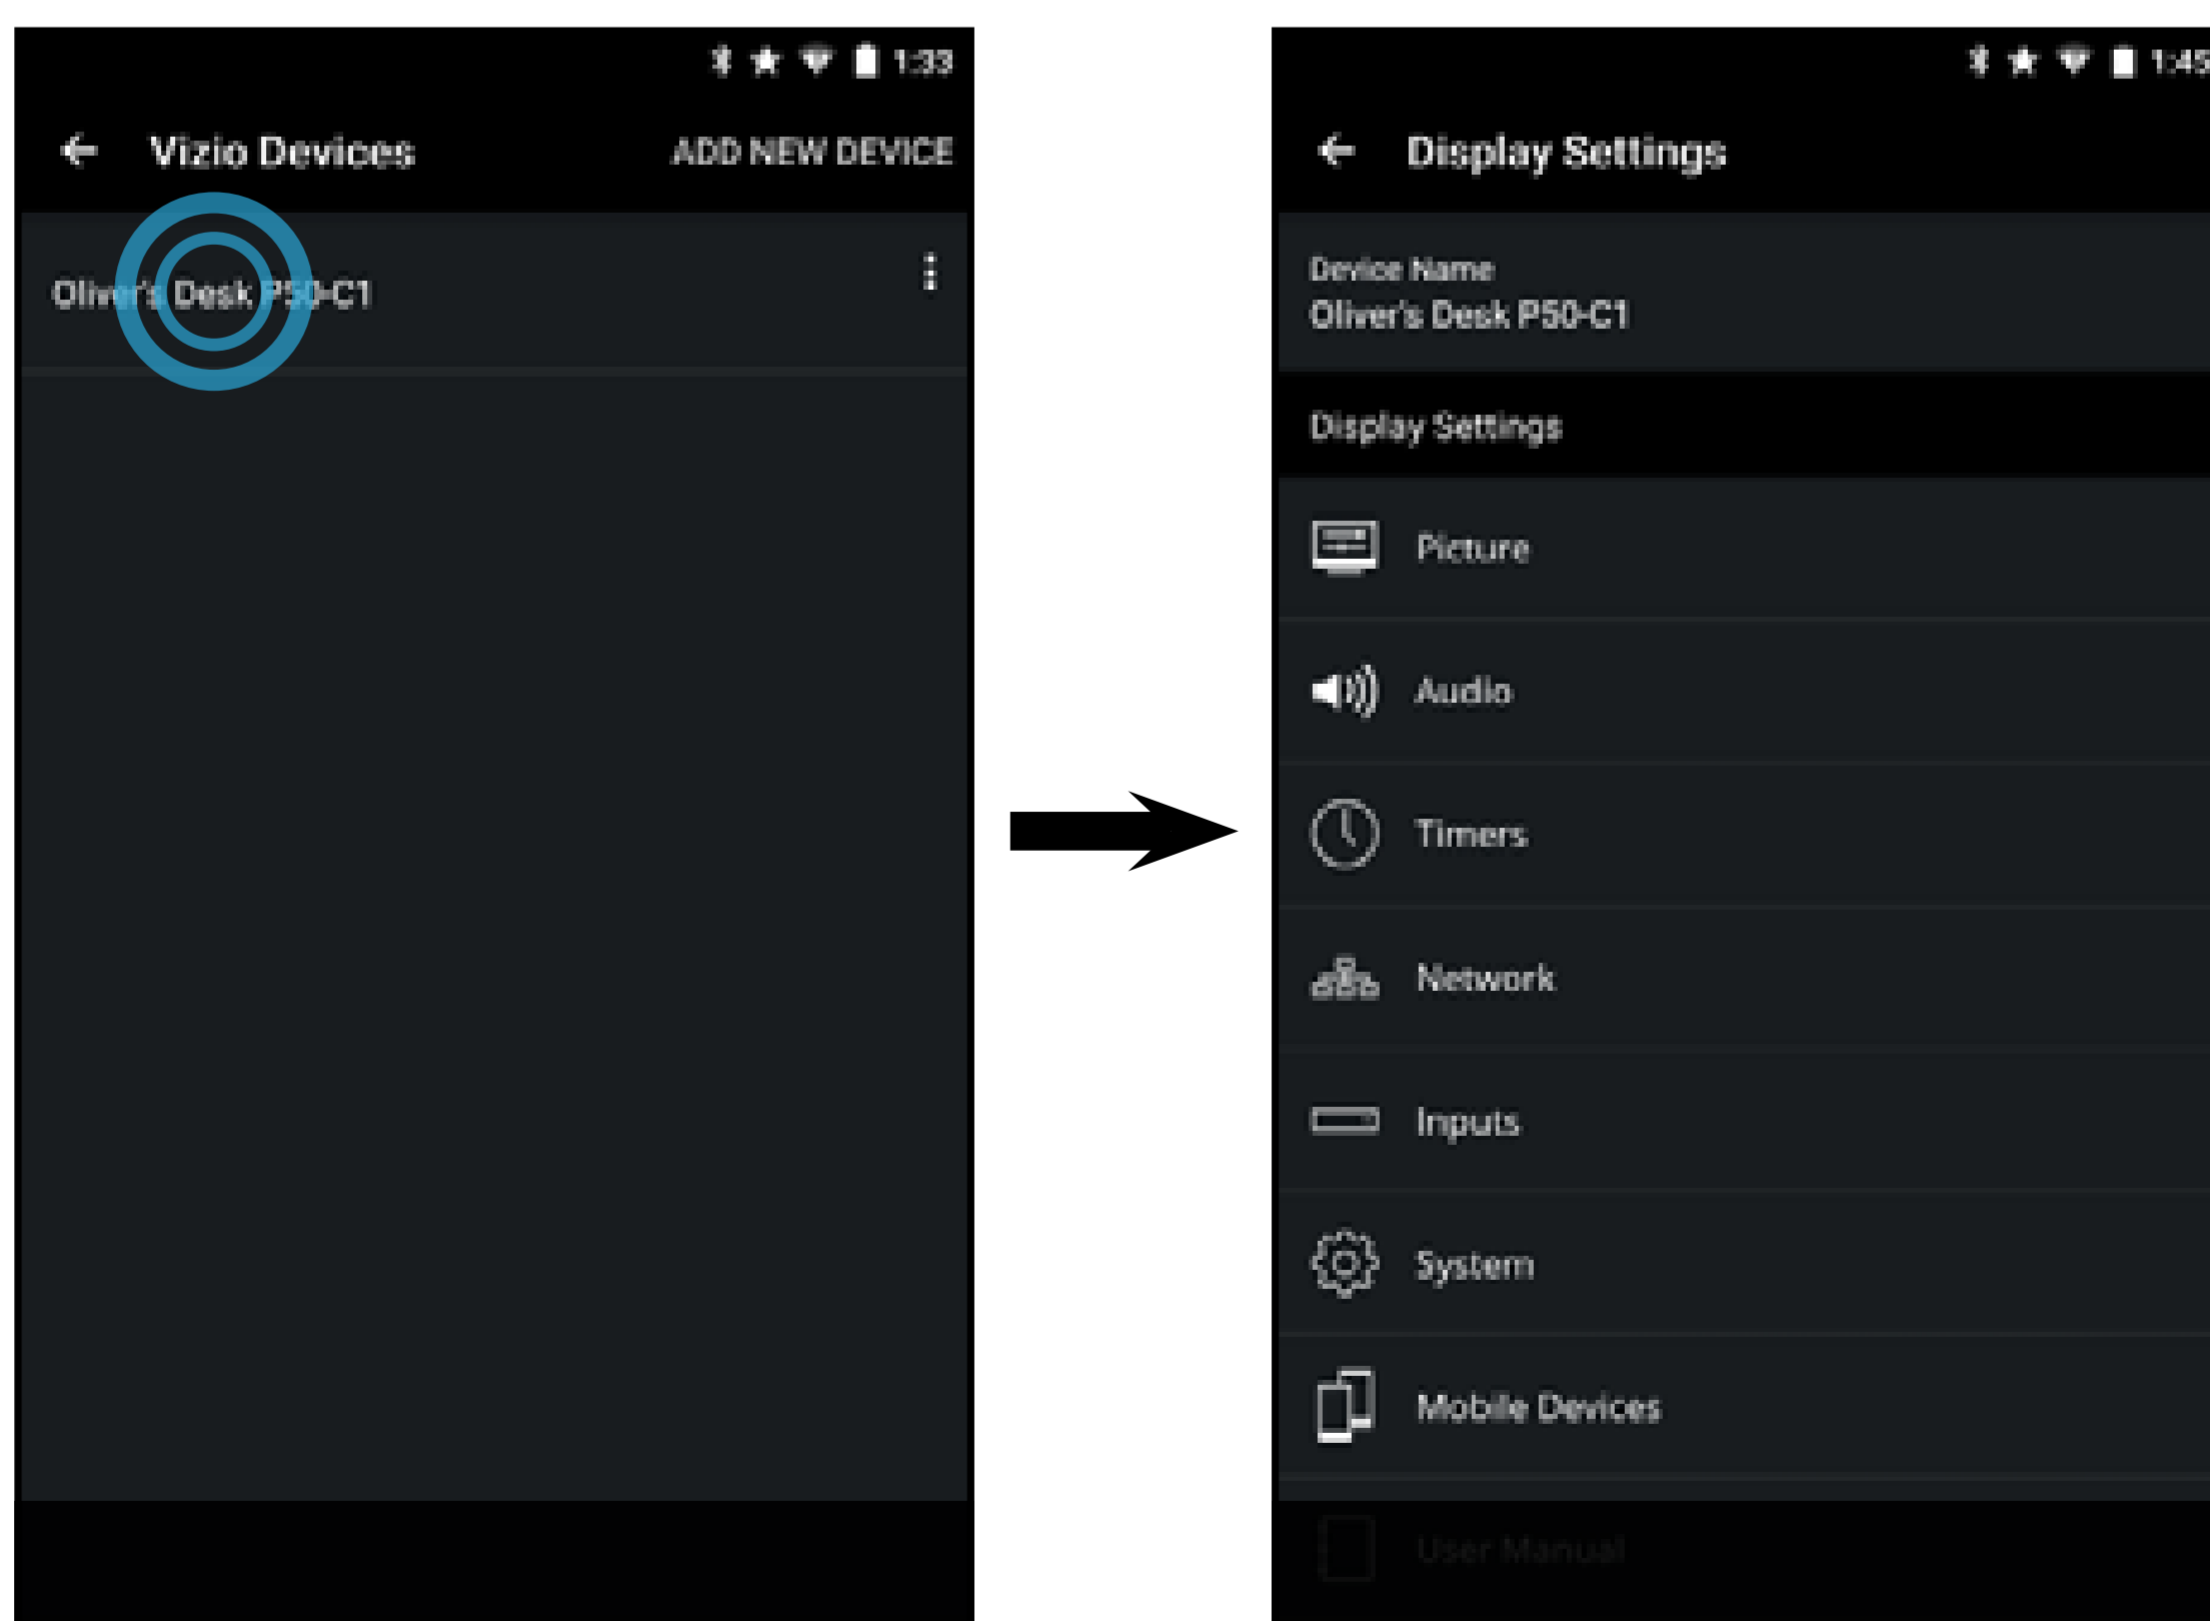 1:33
Vizio Devices ADD NEW DEVICE
Oliver's Desk P50-C1
1:45
Display Settings
Device Name
Oliver's Desk P50-C1
Display Settings
Picture
Audio
Timers
Network
Inputs
System
Mobile Devices
User Manual